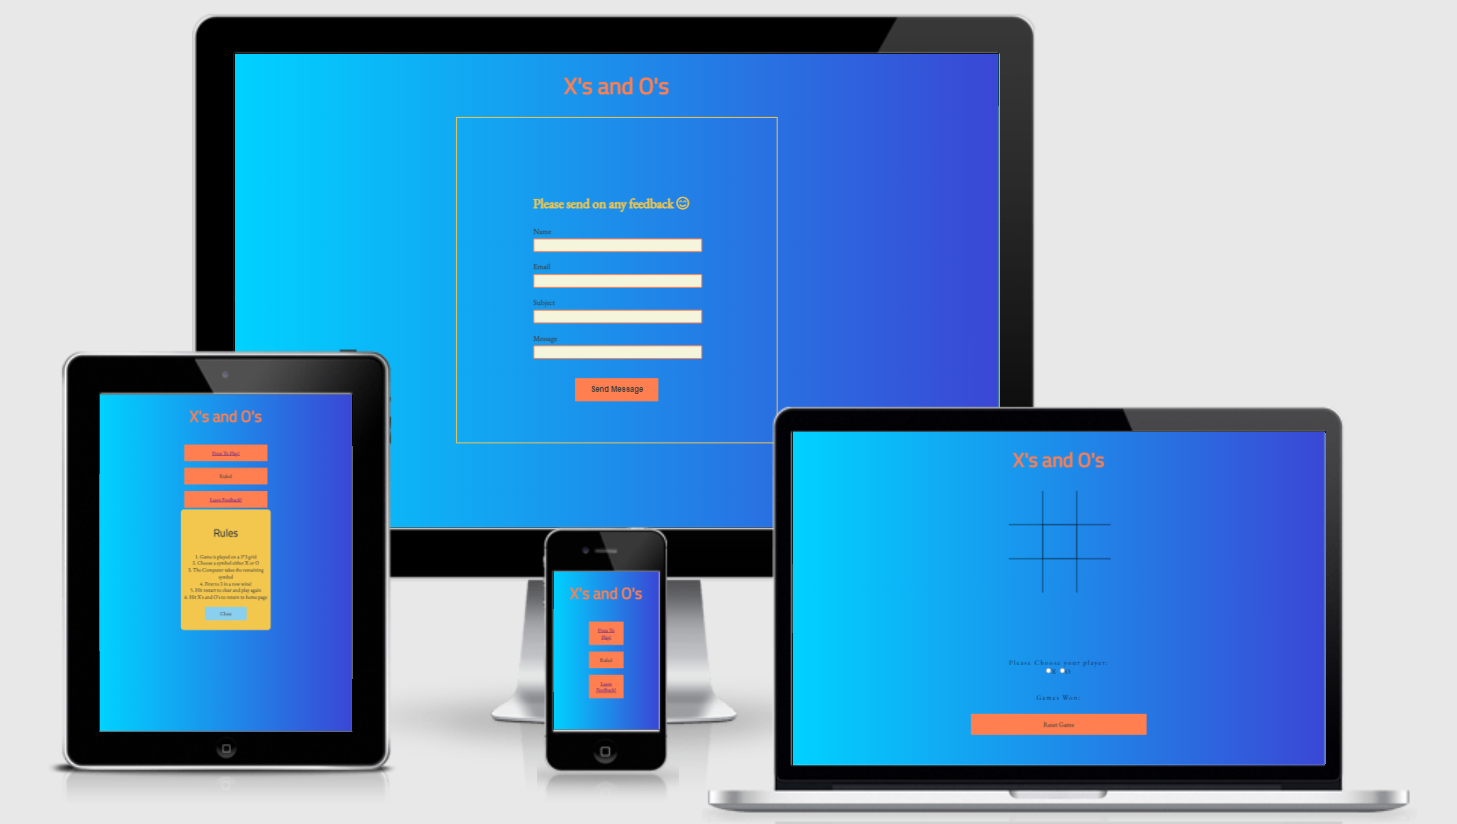 X's and O's
Please send on any feedback 😊
Name
Email
Subject
Message
Send Message
X's and O's
Press To Play!
Rules!
Leave Feedback!
Rules
1. Game is played on a 3*3 grid
2. Choose a symbol either X or O
3. The Computer takes the remaining
symbol
4. First to 3 in a row wins!
5. Hit restart to clear and play again
6. Hit X's and O's to return to home page
Close
X's and O's
Press To
Play!
Rules!
Leave
Feedback!
X's and O's
Please Choose your player:
X O
Games Won:
Reset Game